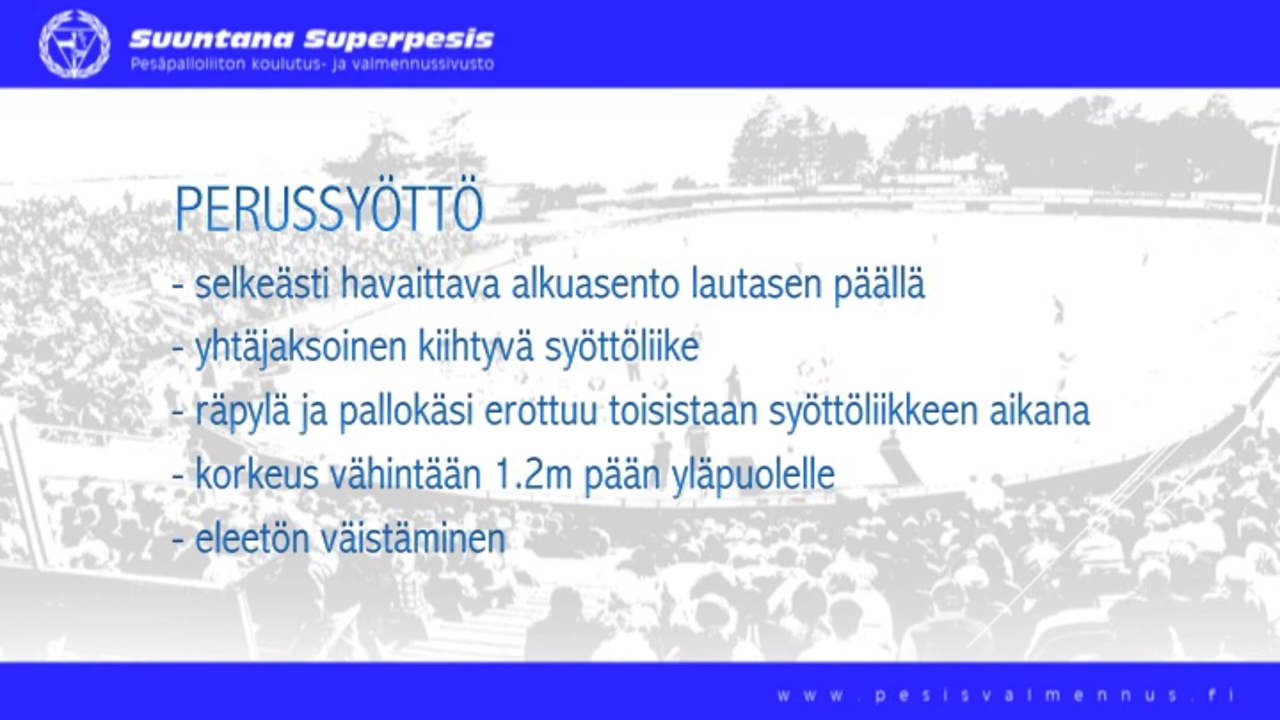 Suuntana Superpesis
Pesäpalloliiton koulutus- ja valmennussivusto
PERUSSYÖTTÖ
- selkeästi havaittava alkuasento lautasen päällä
- yhtäjaksoinen kiihtyvä syöttöliike
- räpylä ja pallokäsi erottuu toisistaan syöttöliikkeen aikana
- korkeus vähintään 1.2m pään yläpuolelle
- eleetön väistäminen
www.pesisvalmennus.fi